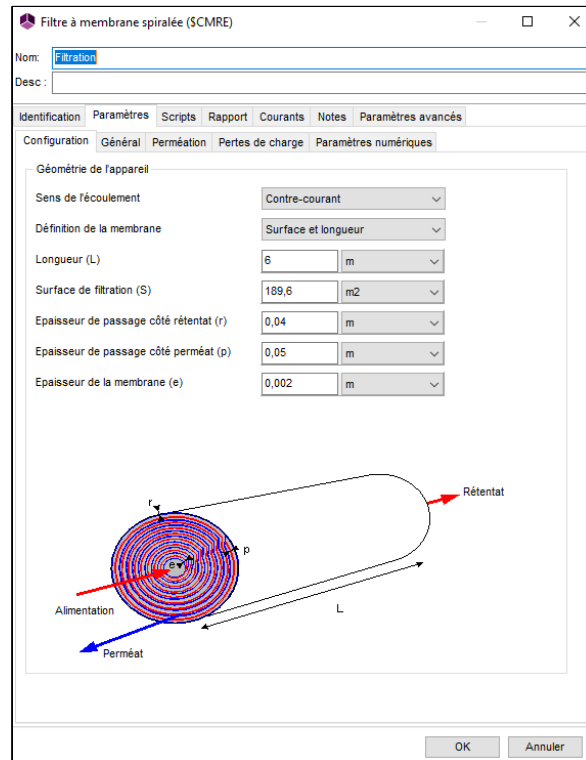 Filtre à membrane spiralée ($CMRE)
Nom: Filtration
Desc :
Identification Paramètres Scripts Rapport Courants Notes Paramètres avancés
Configuration Général Perméation Pertes de charge Paramètres numériques
Géométrie de l'appareil
Sens de l'écoulement Contre-courant
Définition de la membrane Surface et longueur
Longueur (L) 6 m
Surface de filtration (S) 189,6 m2
Epaisseur de passage côté rétentat (r) 0,04 m
Epaisseur de passage côté perméat (p) 0,05 m
Epaisseur de la membrane (e) 0,002 m
r
Rétentat
p
e
Alimentation
L
Perméat
OK Annuler